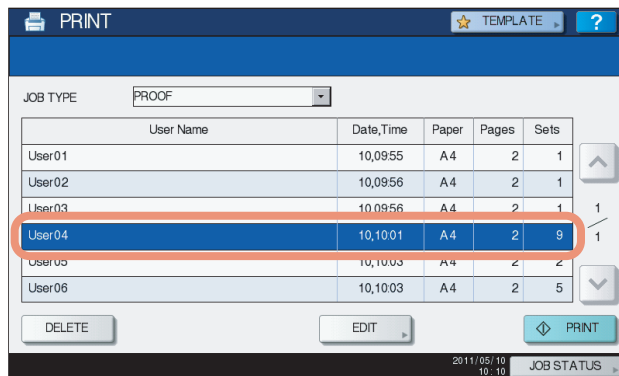 PRINT TEMPLATE ?
JOB TYPE PROOF
User Name Date,Time Paper Pages Sets
User01 10,09:55 A4 2 1
User02 10,09:56 A4 2 1
User03 10,09:56 A4 2 1
User04 10,10:01 A4 2 9
User05 10,10:03 A4 2 2
User06 10,10:03 A4 2 5
1
1
DELETE EDIT PRINT
2011/05/10
10:10
JOB STATUS